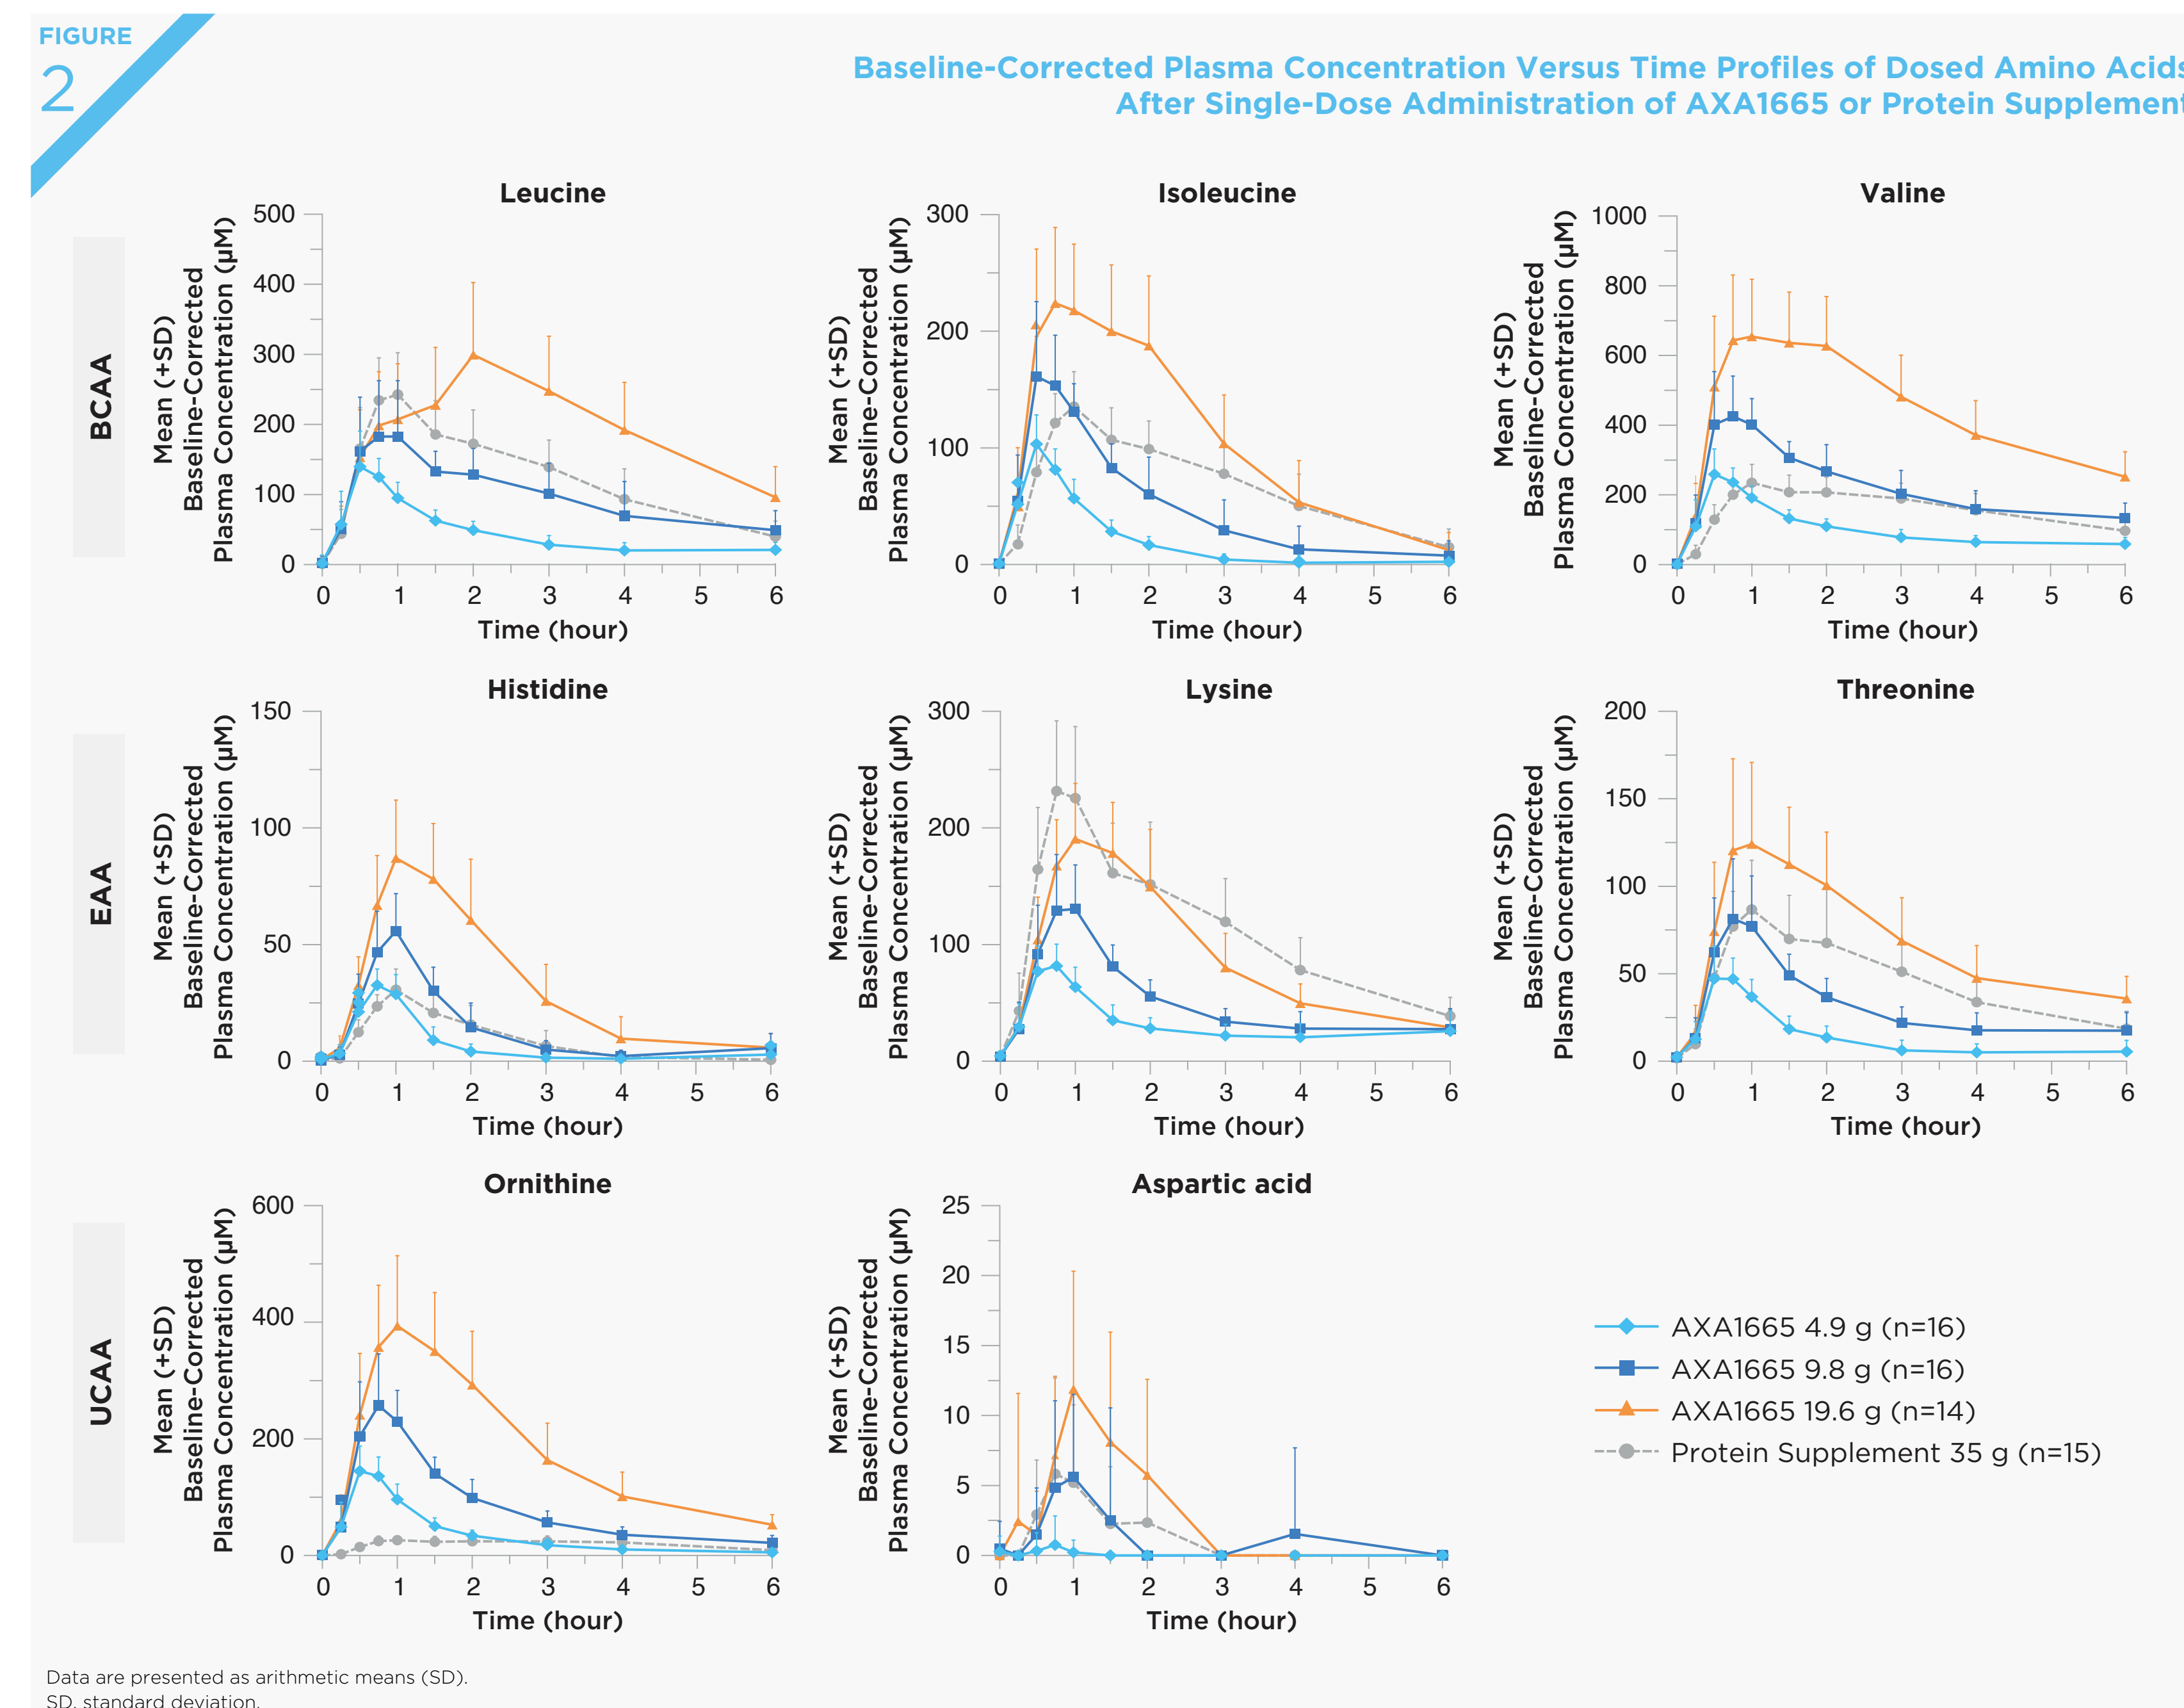 FIGURE
2
Baseline-Corrected Plasma Concentration Versus Time Profiles of Dosed Amino Acids
After Single-Dose Administration of AXA1665 or Protein Supplement
BCAA
Leucine
Mean (+SD)
Baseline-Corrected
Plasma Concentration (µM)
500
400
300
200
100
0
0 1 2 3 4 5 6
Time (hour)
Isoleucine
Mean (+SD)
Baseline-Corrected
Plasma Concentration (µM)
300
200
100
0
0 1 2 3 4 5 6
Time (hour)
Valine
Mean (+SD)
Baseline-Corrected
Plasma Concentration (µM)
1000
800
600
400
200
0
0 1 2 3 4 5 6
Time (hour)
EAA
Histidine
Mean (+SD)
Baseline-Corrected
Plasma Concentration (µM)
150
100
50
0
0 1 2 3 4 5 6
Time (hour)
Lysine
Mean (+SD)
Baseline-Corrected
Plasma Concentration (µM)
300
200
100
0
0 1 2 3 4 5 6
Time (hour)
Threonine
Mean (+SD)
Baseline-Corrected
Plasma Concentration (µM)
200
150
100
50
0
0 1 2 3 4 5 6
Time (hour)
UCAA
Ornithine
Mean (+SD)
Baseline-Corrected
Plasma Concentration (µM)
600
400
200
0
0 1 2 3 4 5 6
Time (hour)
Aspartic acid
Mean (+SD)
Baseline-Corrected
Plasma Concentration (µM)
25
20
15
10
5
0
0 1 2 3 4 5 6
Time (hour)
AXA1665 4.9 g (n=16)
AXA1665 9.8 g (n=16)
AXA1665 19.6 g (n=14)
Protein Supplement 35 g (n=15)
Data are presented as arithmetic means (SD).
SD, standard deviation.